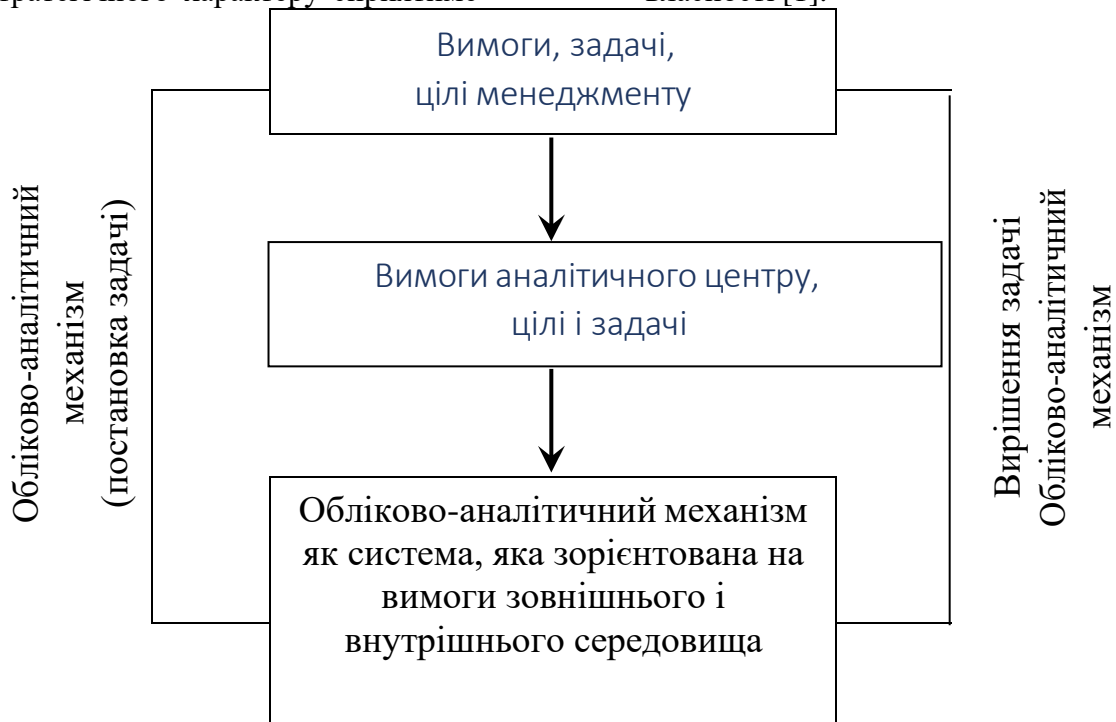 Вимоги, задачі,
цілі менеджменту
Обліково-аналітичний
механізм
(постановка задачі)
Вимоги аналітичного центру,
цілі і задачі
Вирішення задачі
Обліково-аналітичний
механізм
Обліково-аналітичний механізм
як система, яка зорієнтована на
вимоги зовнішнього і
внутрішнього середовища